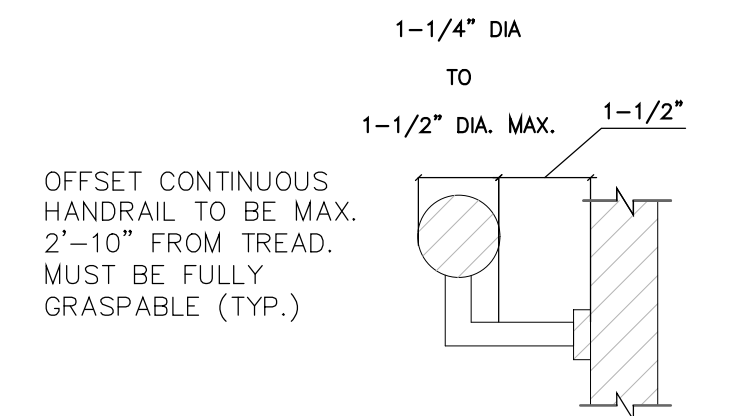 1-1/4" DIA
TO
1-1/2" DIA. MAX.
1-1/2"
OFFSET CONTINUOUS
HANDRAIL TO BE MAX.
2'-10" FROM TREAD.
MUST BE FULLY
GRASPABLE (TYP.)